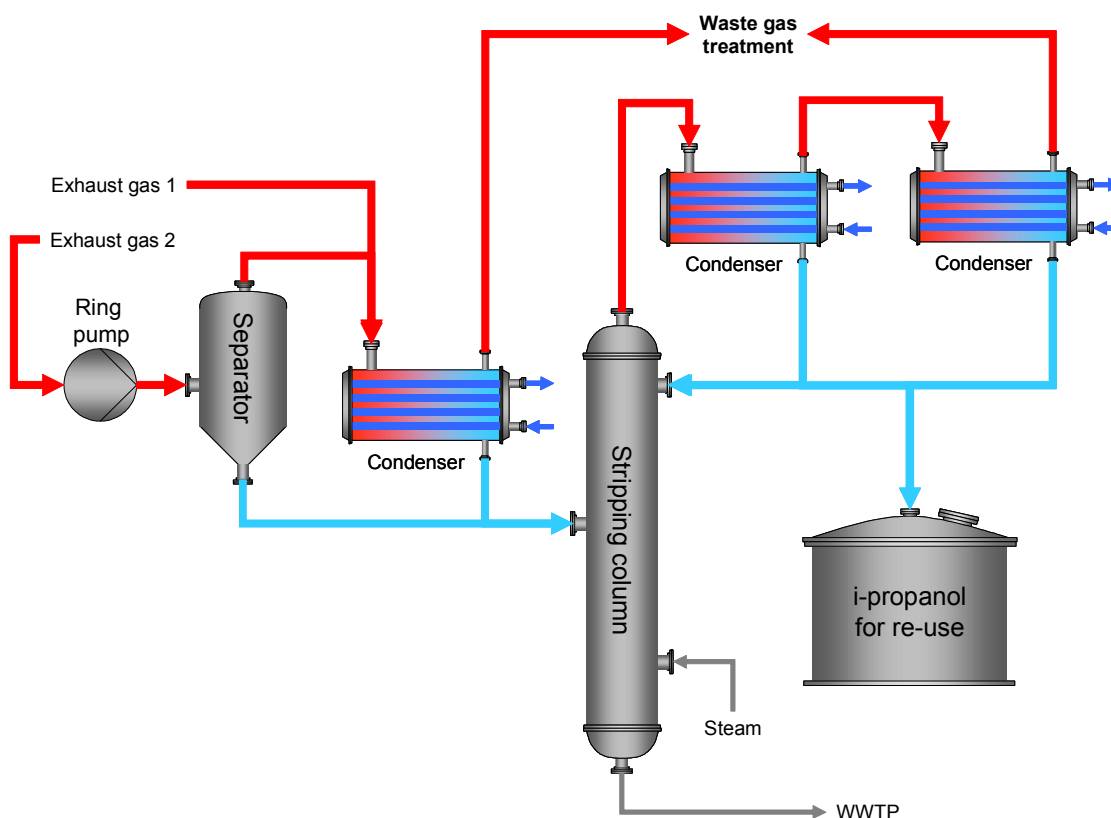 Waste gas
treatment
Exhaust gas 1
Exhaust gas 2
Ring
pump
Separator
Condenser
Condenser
Condenser
Stripping column
i-propanol
for re-use
Steam
WWTP